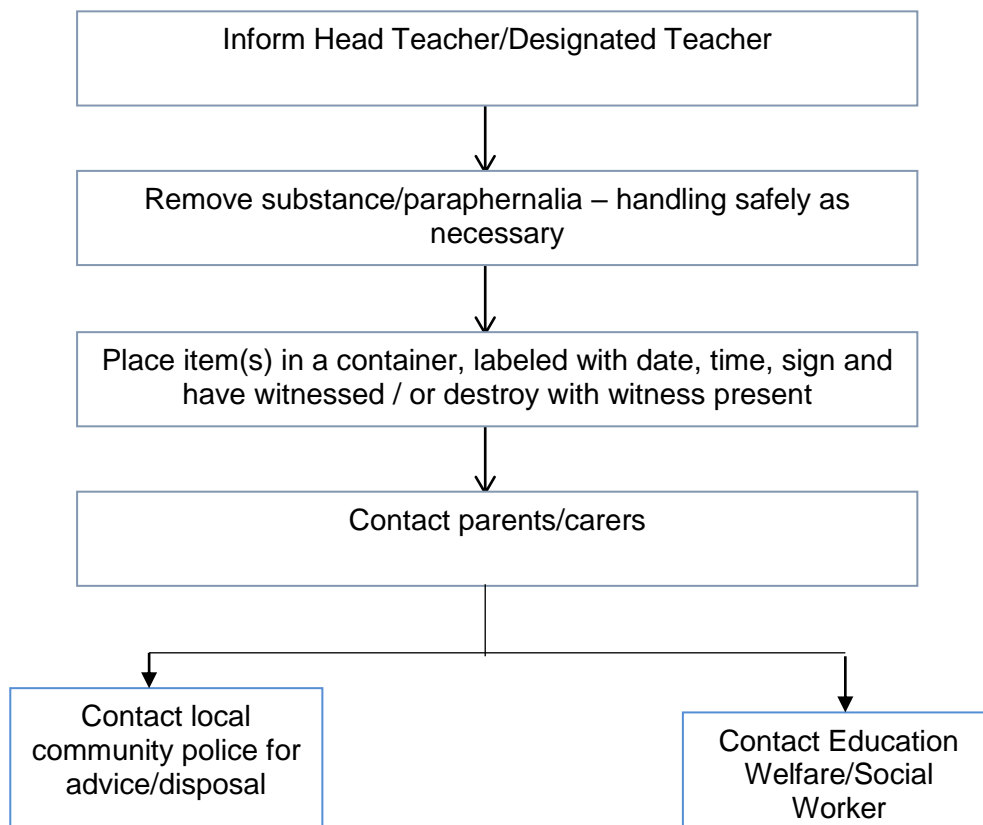 Inform Head Teacher/Designated Teacher
Remove substance/paraphernalia – handling safely as
necessary
Place item(s) in a container, labeled with date, time, sign and
have witnessed / or destroy with witness present
Contact parents/carers
Contact local
community police for
advice/disposal
Contact Education
Welfare/Social
Worker